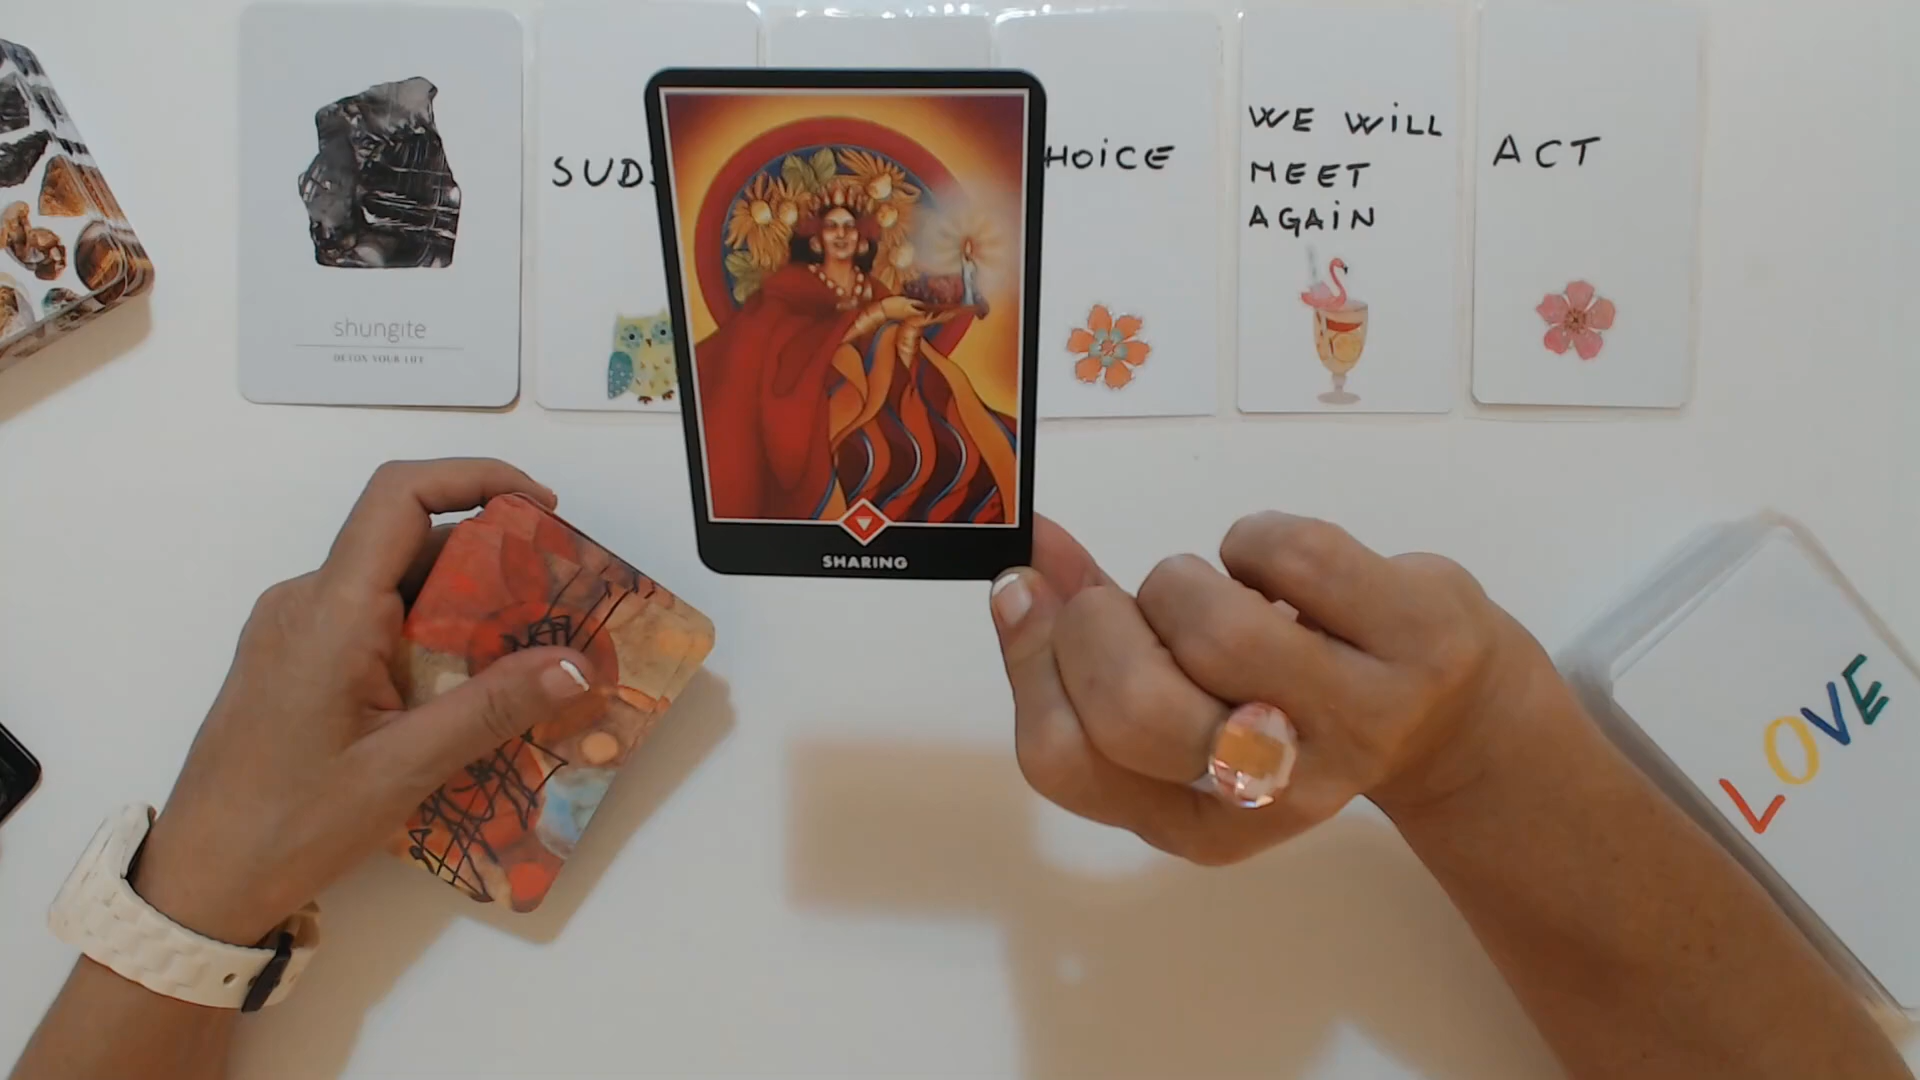 shungite
DETOX YOUR LIFE
SUD
HOICE
WE WiLL
MEET
AGAiN
ACT
SHARING
LOVE